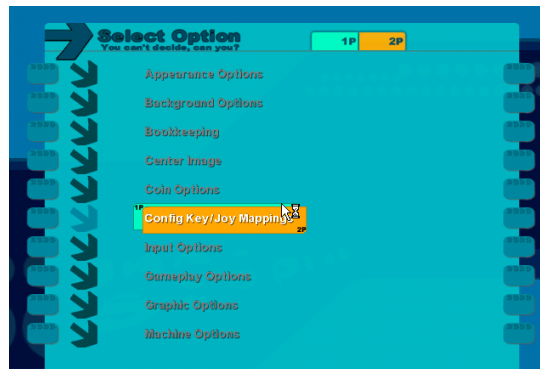 Select Option
You can't decide, can you?
1P 2P
Appearance Options
Background Options
Bookkeeping
Center Image
Coin Options
1P
Config Key/Joy Mappings
2P
Input Options
Gameplay Options
Graphic Options
Machine Options